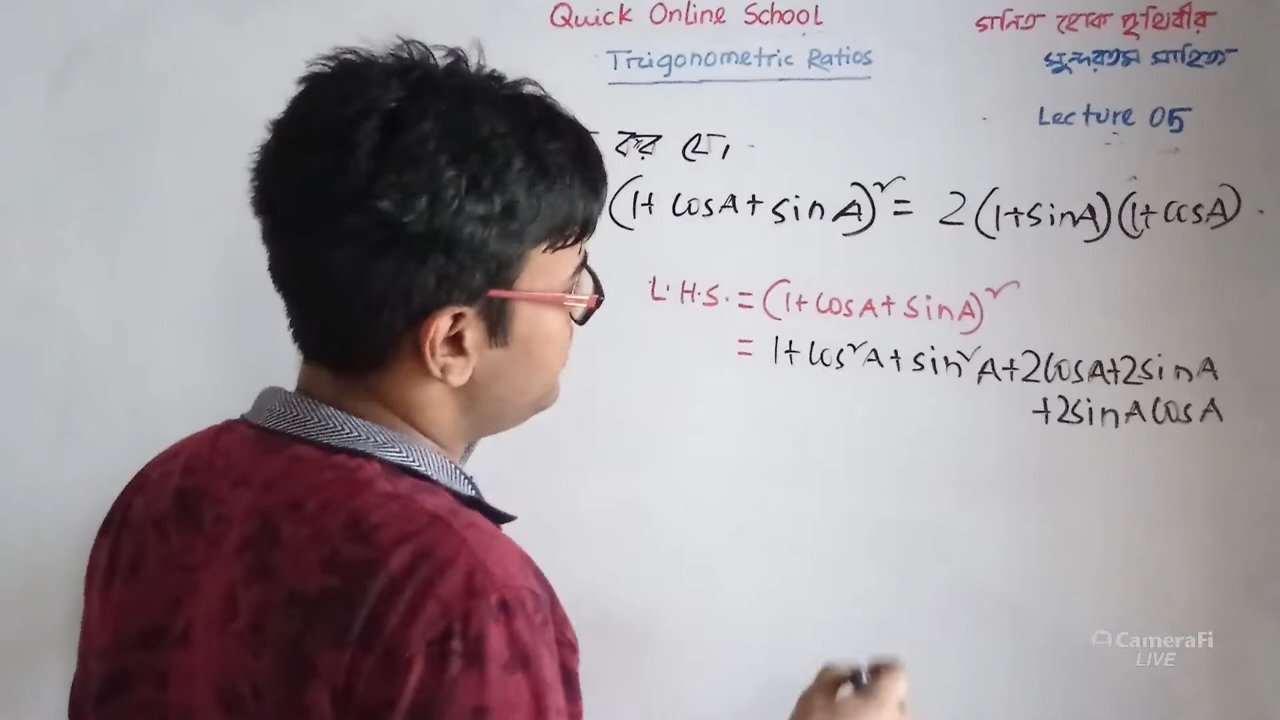 Quick Online School
Trigonometric Ratios
গনিত হোক পৃথিবীর
সুন্দরতম সাহিত্য
Lecture 05
কর যে,
(1+ cosA+sinA)² = 2(1+sinA)(1+cosA).
L.H.S. = (1+cosA+sinA)²
= 1+cos²A+sin²A+2cosA+2sinA
+2sinAcosA
CameraFi
LIVE